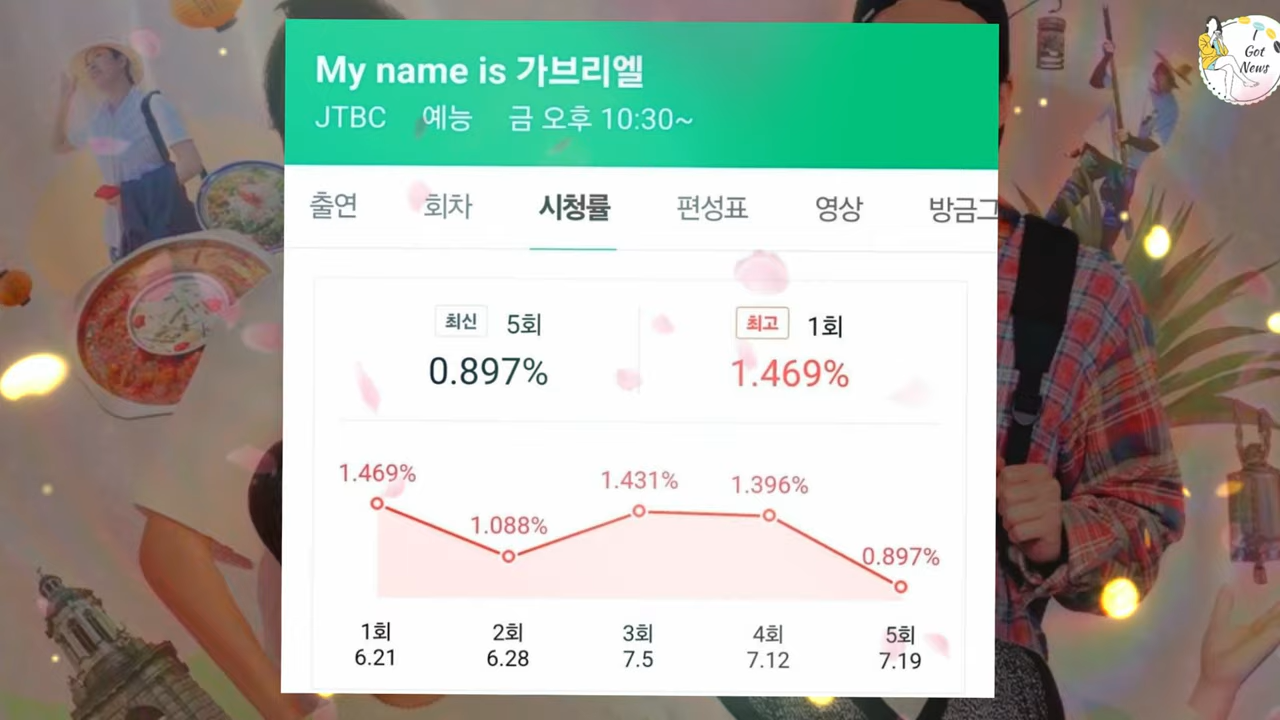 My name is 가브리엘
JTBC 예능 금 오후 10:30~
I
Got
News
출연 회차 시청률 편성표 영상 방금그
최신 5회
0.897%
최고 1회
1.469%
1.469%
1.088%
1.431%
1.396%
0.897%
1회 2회 3회 4회 5회
6.21 6.28 7.5 7.12 7.19